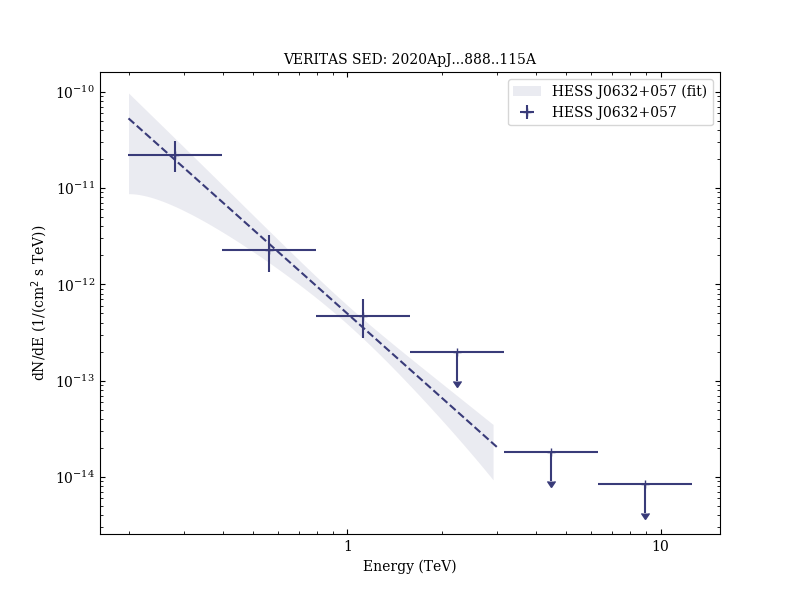 VERITAS SED: 2020ApJ...888..115A
HESS J0632+057 (fit)
HESS J0632+057
dN/dE (1/(cm² s TeV))
10⁻¹⁰
10⁻¹¹
10⁻¹²
10⁻¹³
10⁻¹⁴
1
10
Energy (TeV)